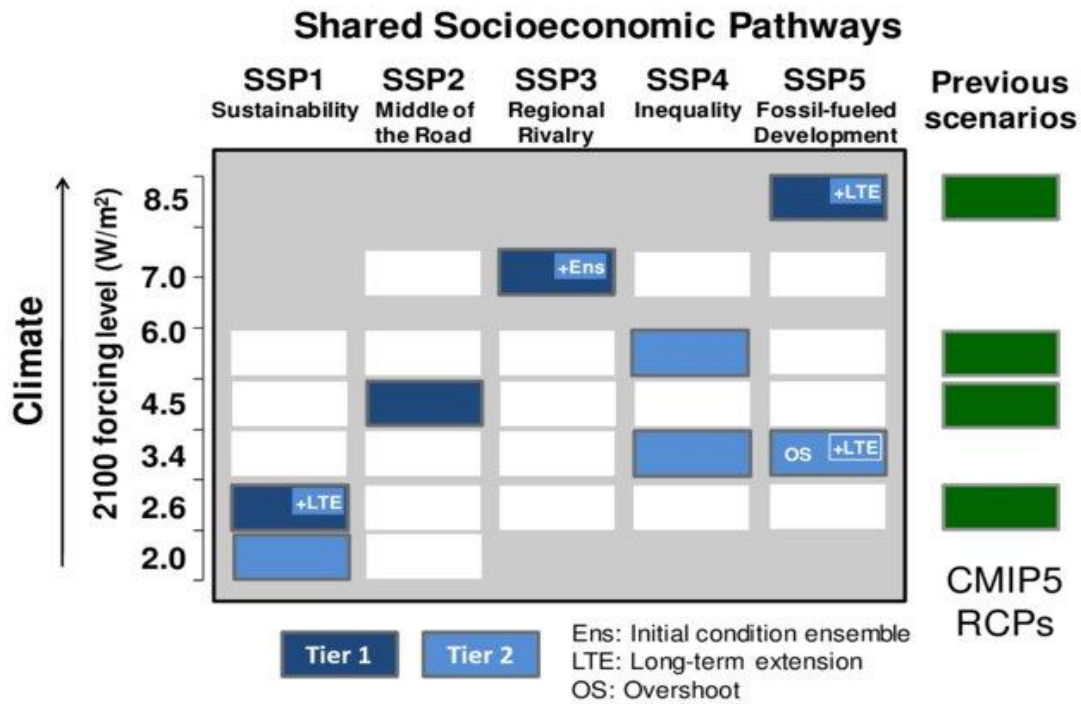 Shared Socioeconomic Pathways
SSP1
Sustainability
SSP2
Middle of
the Road
SSP3
Regional
Rivalry
SSP4
Inequality
SSP5
Fossil-fueled
Development
Previous
scenarios
Climate
2100 forcing level (W/m²)
8.5
+LTE
7.0
+Ens
6.0
4.5
3.4
OS
+LTE
2.6
+LTE
2.0
CMIP5
RCPs
Tier 1
Tier 2
Ens: Initial condition ensemble
LTE: Long-term extension
OS: Overshoot